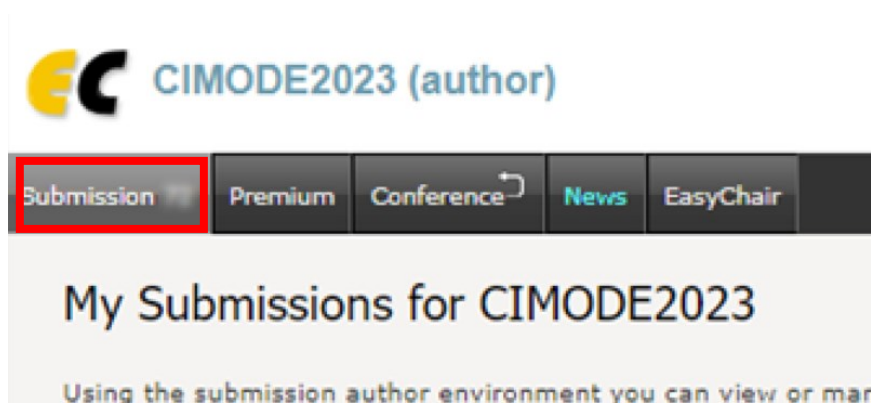 EC CIMODE2023 (author)
Submission
Premium
Conference
News
EasyChair
My Submissions for CIMODE2023
Using the submission author environment you can view or